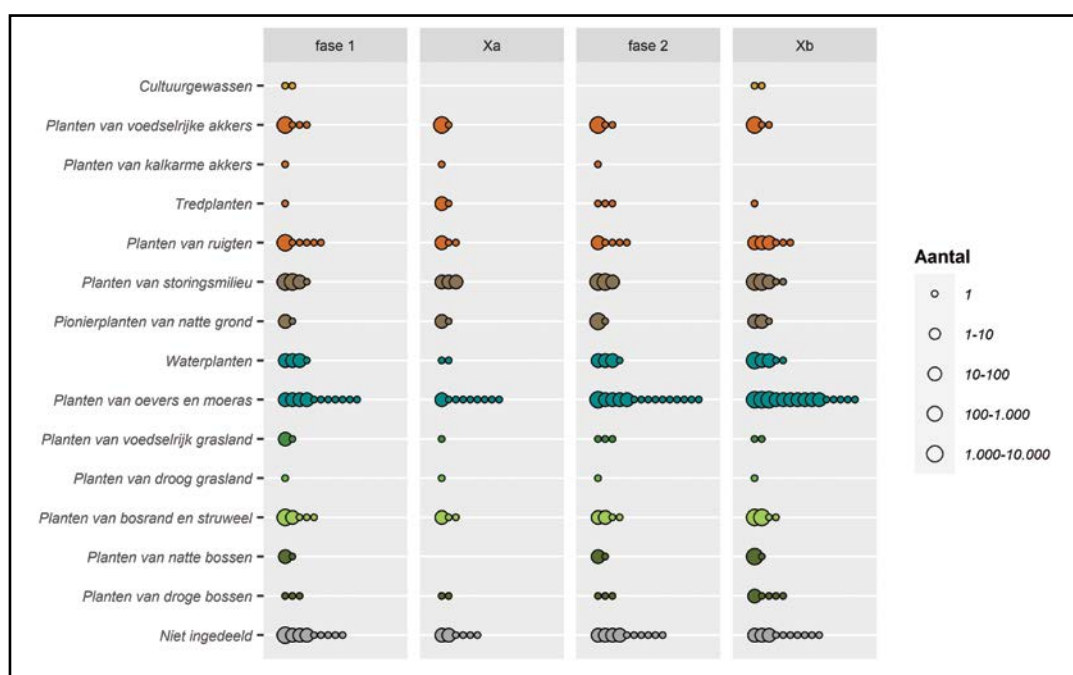 fase 1
Xa
fase 2
Xb
Cultuurgewassen
Planten van voedselrijke akkers
Planten van kalkarme akkers
Tredplanten
Planten van ruigten
Planten van storingsmilieu
Pionierplanten van natte grond
Waterplanten
Planten van oevers en moeras
Planten van voedselrijk grasland
Planten van droog grasland
Planten van bosrand en struweel
Planten van natte bossen
Planten van droge bossen
Niet ingedeeld
Aantal
1
1-10
10-100
100-1.000
1.000-10.000